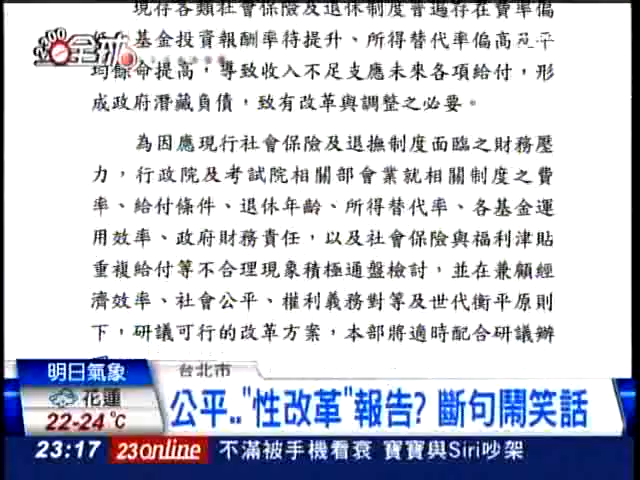 現存各類社會保險及退休制度普遍存在費率偏
2300全球
基金投資報酬率待提升、所得替代率偏高及平
均餘命提高，導致收入不足支應未來各項給付，形
成政府潛藏負債，致有改革與調整之必要。
為因應現行社會保險及退撫制度面臨之財務壓
力，行政院及考試院相關部會業就相關制度之費
率、給付條件、退休年齡、所得替代率、各基金運
用效率、政府財務責任，以及社會保險與福利津貼
重複給付等不合理現象積極通盤檢討，並在兼顧經
濟效率、社會公平、權利義務對等及世代衡平原則
下，研議可行的改革方案，本部將適時配合研議辦
明日氣象
台北市
花蓮
22-24℃
公平.."性改革"報告? 斷句鬧笑話
23:17 23online 不滿被手機看衰 寶寶與Siri吵架